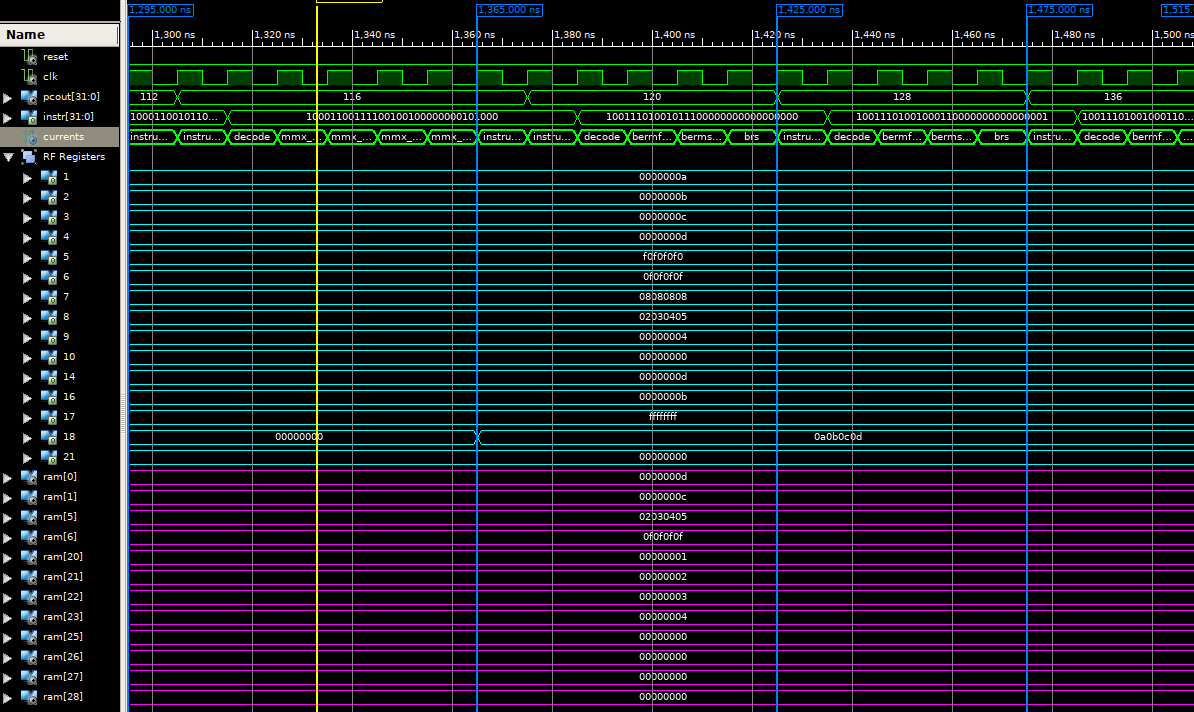 1,295.000 ns 1,365.000 ns 1,425.000 ns 1,475.000 ns 1,515.
Name 1,300 ns 1,320 ns 1,340 ns 1,360 ns 1,380 ns 1,400 ns 1,420 ns 1,440 ns 1,460 ns 1,480 ns 1,500 ns
reset
clk
pcout[31:0] 112 116 120 128 136
instr[31:0] 1000110010110... 10001100111100100100000000101000 10011101001011100000000000000000 10011101001000110000000000000001 10011101001000110...
currents instru... instru... decode mmx_ mmx_... mmx_... mmx_... instru... instru... decode bermf... berms... brs instru... decode bermf... berms... brs instru... decode bermf...
RF Registers
1 0000000a
2 0000000b
3 0000000c
4 0000000d
5 f0f0f0f0
6 0f0f0f0f
7 08080808
8 02030405
9 00000004
10 00000000
14 0000000d
16 0000000b
17 ffffffff
18 00000000 0a0b0c0d
21 00000000
ram[0] 0000000d
ram[1] 0000000c
ram[5] 02030405
ram[6] 0f0f0f0f
ram[20] 00000001
ram[21] 00000002
ram[22] 00000003
ram[23] 00000004
ram[25] 00000000
ram[26] 00000000
ram[27] 00000000
ram[28] 00000000